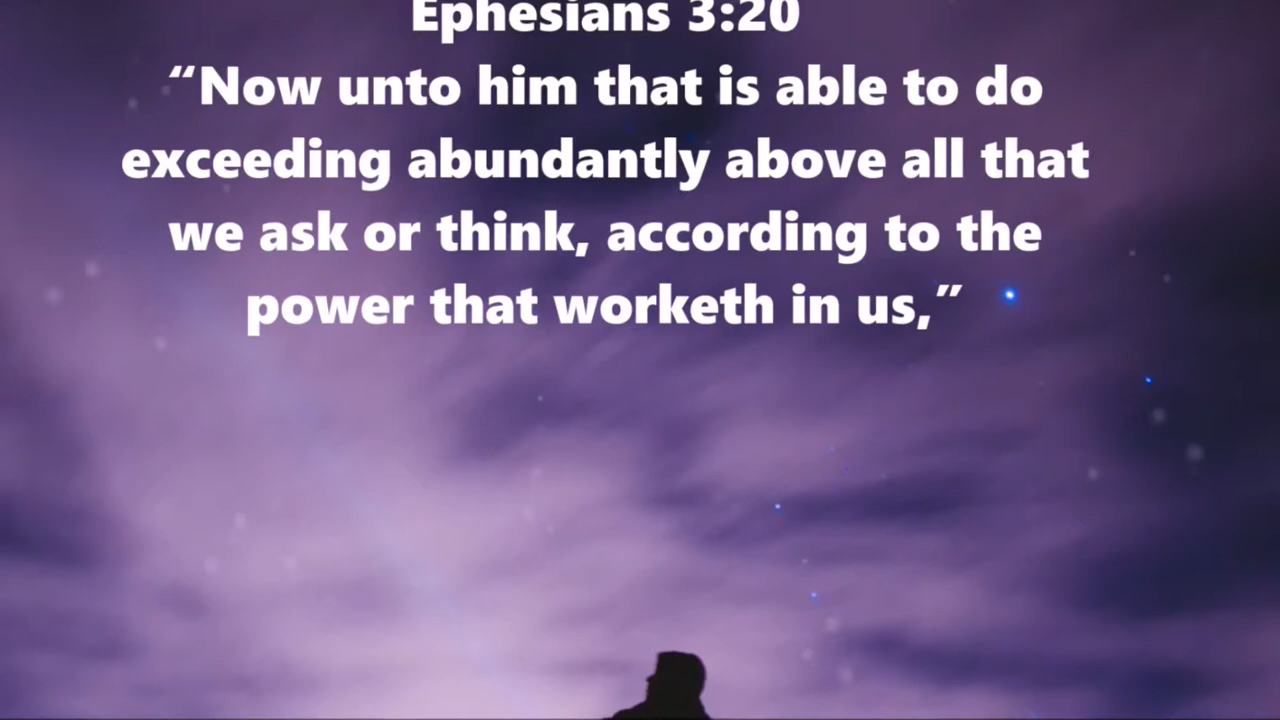 Ephesians 3:20
“Now unto him that is able to do
exceeding abundantly above all that
we ask or think, according to the
power that worketh in us,”